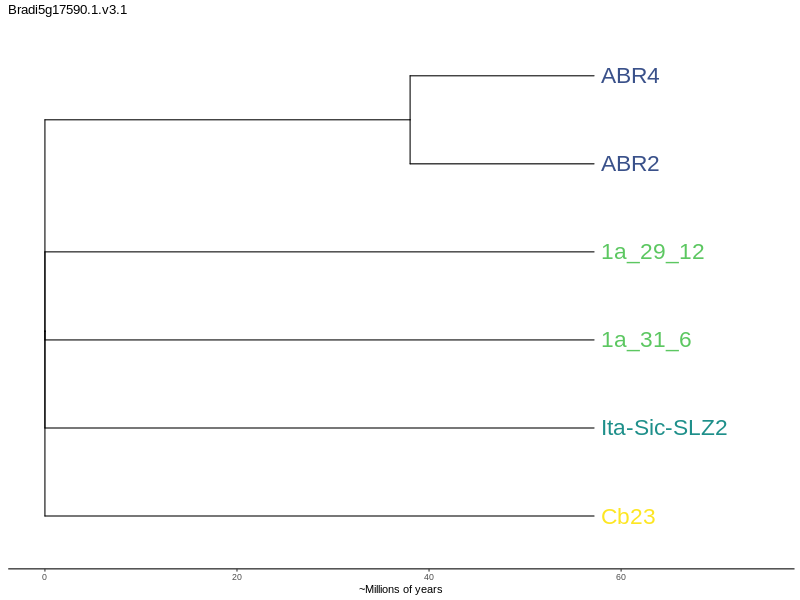 Bradi5g17590.1.v3.1
ABR4
ABR2
1a_29_12
1a_31_6
Ita-Sic-SLZ2
Cb23
0 20 40 60
~Millions of years